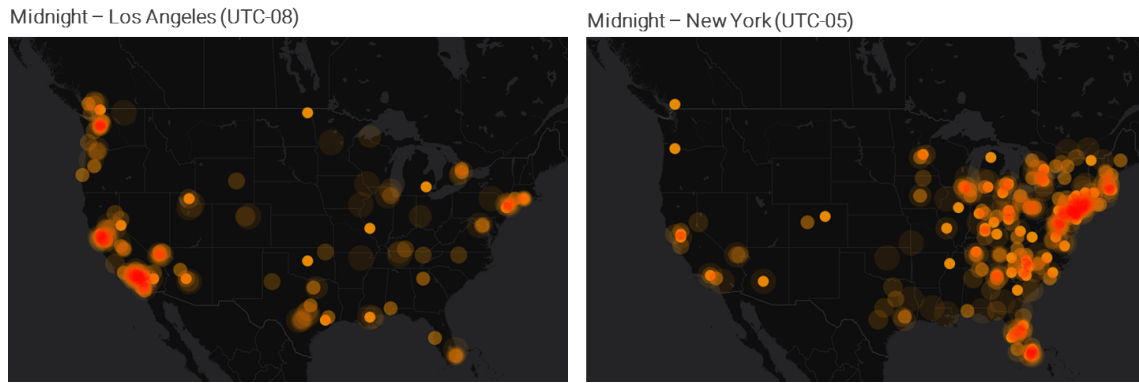 Midnight – Los Angeles (UTC-08)
Midnight – New York (UTC-05)